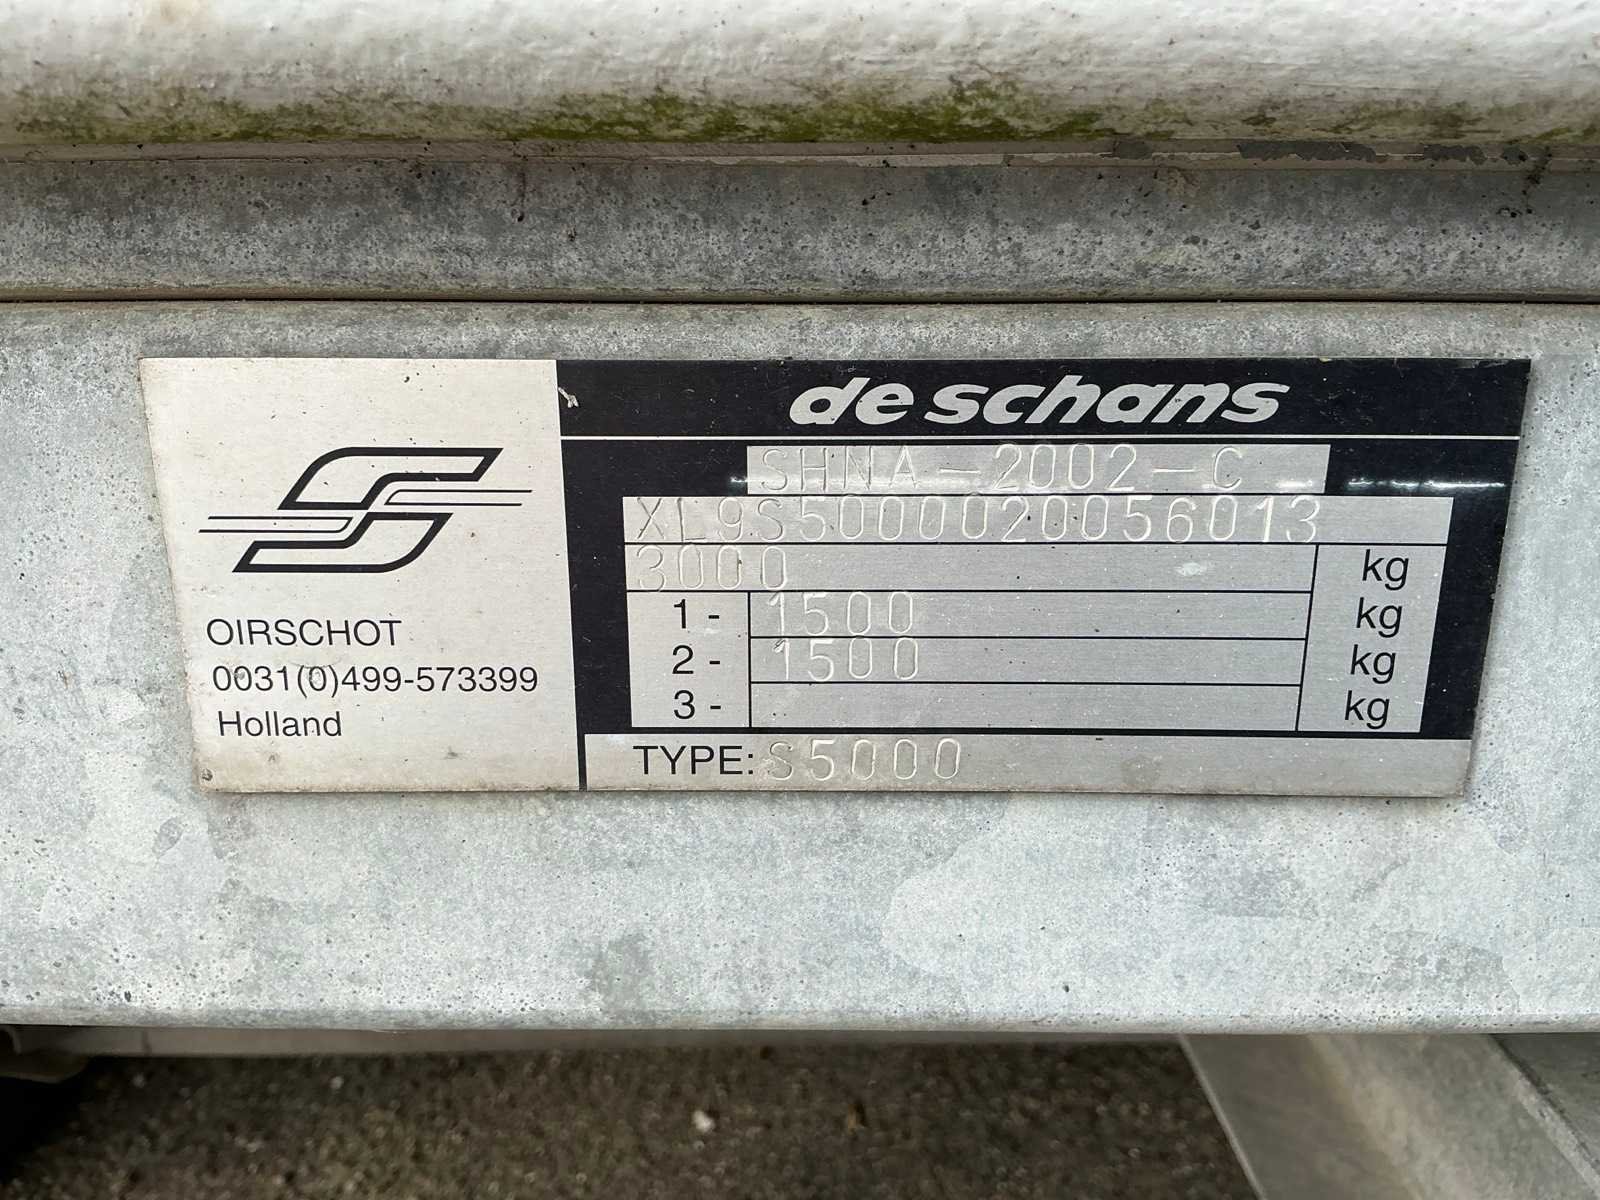 de schans
SHNA-2002-C
XL9S5000020056013
3000 kg
1 - 1500 kg
2 - 1500 kg
3 - kg
TYPE: S5000
OIRSCHOT
0031(0)499-573399
Holland